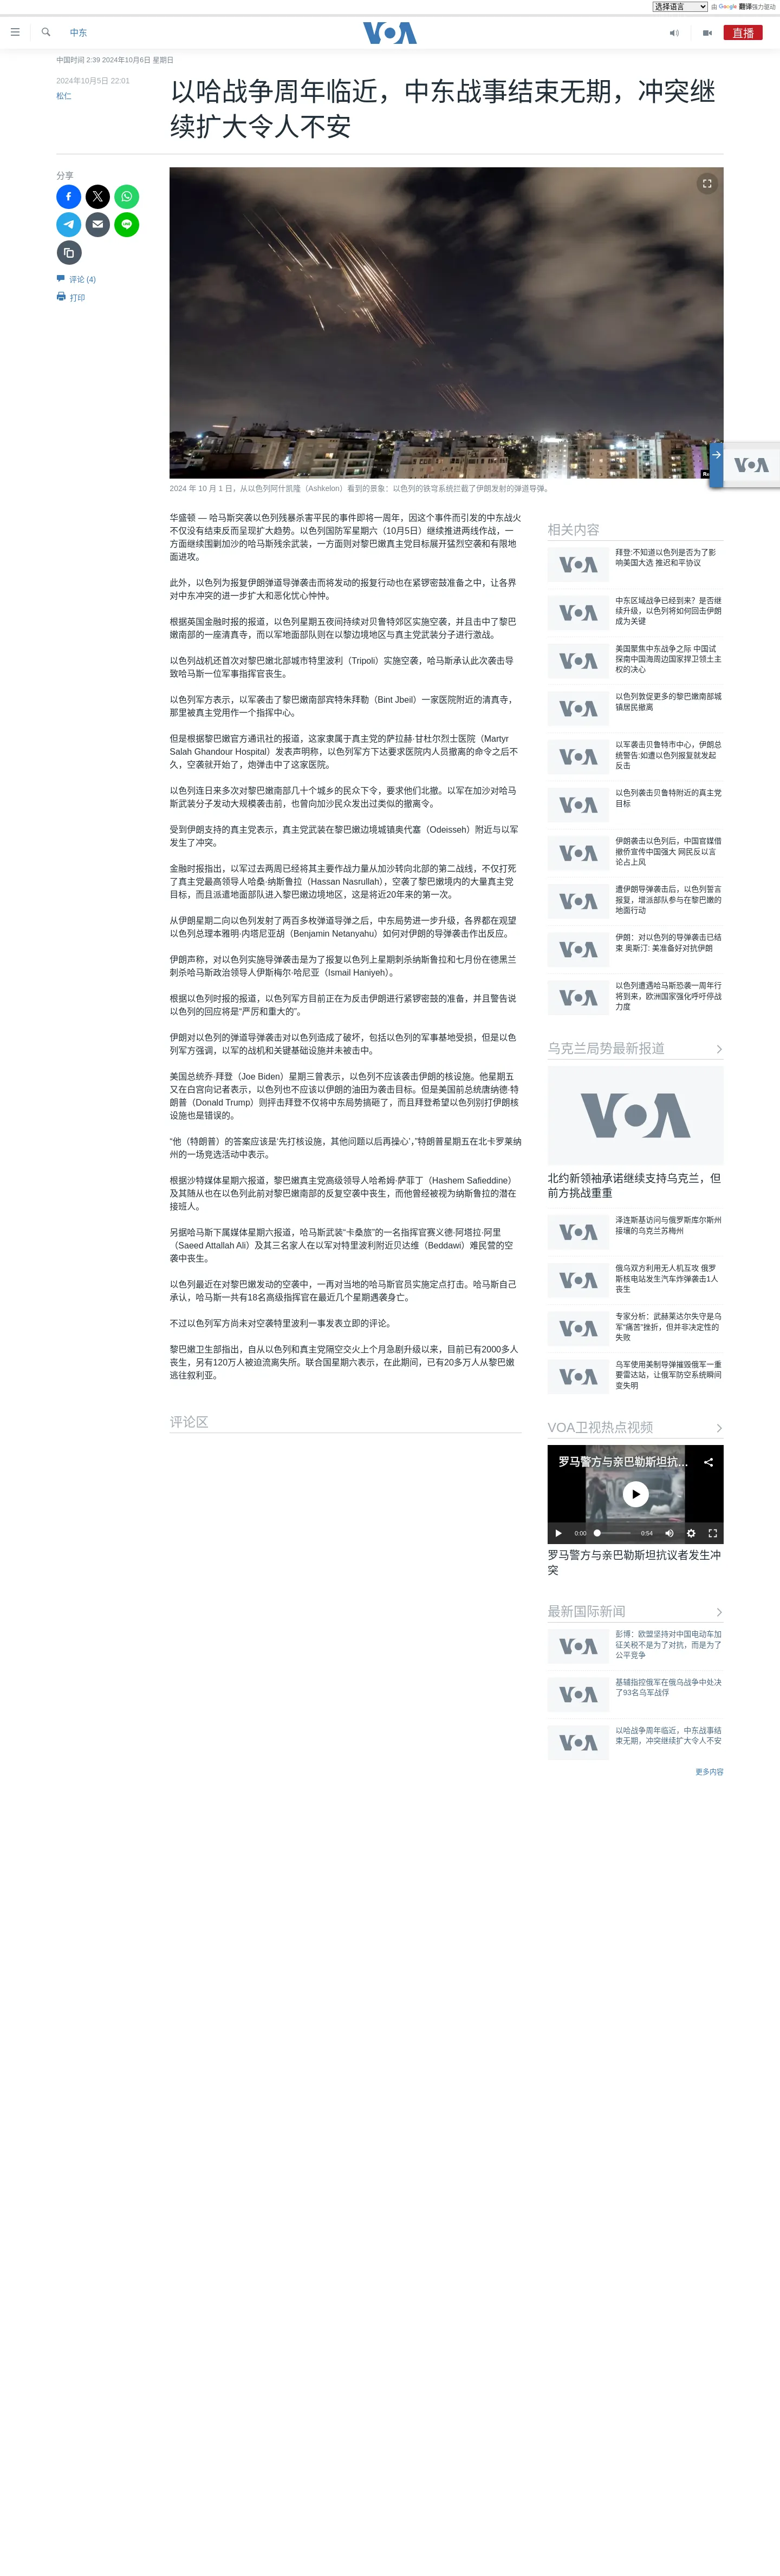 选择语言 由 Google 翻译强力驱动
中东
VOA
直播
中国时间 2:39 2024年10月6日 星期日
2024年10月5日 22:01
松仁
以哈战争周年临近，中东战事结束无期，冲突继
续扩大令人不安
分享
评论 (4)
打印
2024 年 10 月 1 日，从以色列阿什凯隆（Ashkelon）看到的景象：以色列的铁穹系统拦截了伊朗发射的弹道导弹。
VOA
华盛顿 — 哈马斯突袭以色列残暴杀害平民的事件即将一周年，因这个事件而引发的中东战火
不仅没有结束反而呈现扩大趋势。以色列国防军星期六（10月5日）继续推进两线作战，一
方面继续围剿加沙的哈马斯残余武装，一方面则对黎巴嫩真主党目标展开猛烈空袭和有限地
面进攻。
此外，以色列为报复伊朗弹道导弹袭击而将发动的报复行动也在紧锣密鼓准备之中，让各界
对中东冲突的进一步扩大和恶化忧心忡忡。
根据英国金融时报的报道，以色列星期五夜间持续对贝鲁特郊区实施空袭，并且击中了黎巴
嫩南部的一座清真寺，而以军地面部队则在以黎边境地区与真主党武装分子进行激战。
以色列战机还首次对黎巴嫩北部城市特里波利（Tripoli）实施空袭，哈马斯承认此次袭击导
致哈马斯一位军事指挥官丧生。
以色列军方表示，以军袭击了黎巴嫩南部宾特朱拜勒（Bint Jbeil）一家医院附近的清真寺，
那里被真主党用作一个指挥中心。
但是根据黎巴嫩官方通讯社的报道，这家隶属于真主党的萨拉赫·甘杜尔烈士医院（Martyr
Salah Ghandour Hospital）发表声明称，以色列军方下达要求医院内人员撤离的命令之后不
久，空袭就开始了，炮弹击中了这家医院。
以色列连日来多次对黎巴嫩南部几十个城乡的民众下令，要求他们北撤。以军在加沙对哈马
斯武装分子发动大规模袭击前，也曾向加沙民众发出过类似的撤离令。
受到伊朗支持的真主党表示，真主党武装在黎巴嫩边境城镇奥代塞（Odeisseh）附近与以军
发生了冲突。
金融时报指出，以军过去两周已经将其主要作战力量从加沙转向北部的第二战线，不仅打死
了真主党最高领导人哈桑·纳斯鲁拉（Hassan Nasrullah），空袭了黎巴嫩境内的大量真主党
目标，而且派遣地面部队进入黎巴嫩边境地区，这是将近20年来的第一次。
从伊朗星期二向以色列发射了两百多枚弹道导弹之后，中东局势进一步升级，各界都在观望
以色列总理本雅明·内塔尼亚胡（Benjamin Netanyahu）如何对伊朗的导弹袭击作出反应。
伊朗声称，对以色列实施导弹袭击是为了报复以色列上星期刺杀纳斯鲁拉和七月份在德黑兰
刺杀哈马斯政治领导人伊斯梅尔·哈尼亚（Ismail Haniyeh）。
根据以色列时报的报道，以色列军方目前正在为反击伊朗进行紧锣密鼓的准备，并且警告说
以色列的回应将是“严厉和重大的”。
伊朗对以色列的弹道导弹袭击对以色列造成了破坏，包括以色列的军事基地受损，但是以色
列军方强调，以军的战机和关键基础设施并未被击中。
美国总统乔·拜登（Joe Biden）星期三曾表示，以色列不应该袭击伊朗的核设施。他星期五
又在白宫向记者表示，以色列也不应该以伊朗的油田为袭击目标。但是美国前总统唐纳德·特
朗普（Donald Trump）则抨击拜登不仅将中东局势搞砸了，而且拜登希望以色列别打伊朗核
设施也是错误的。
“他（特朗普）的答案应该是‘先打核设施，其他问题以后再操心’，”特朗普星期五在北卡罗莱纳
州的一场竞选活动中表示。
根据沙特媒体星期六报道，黎巴嫩真主党高级领导人哈希姆·萨菲丁（Hashem Safieddine）
及其随从也在以色列此前对黎巴嫩南部的反复空袭中丧生，而他曾经被视为纳斯鲁拉的潜在
接班人。
另据哈马斯下属媒体星期六报道，哈马斯武装“卡桑旅”的一名指挥官赛义德·阿塔拉·阿里
（Saeed Attallah Ali）及其三名家人在以军对特里波利附近贝达维（Beddawi）难民营的空
袭中丧生。
以色列最近在对黎巴嫩发动的空袭中，一再对当地的哈马斯官员实施定点打击。哈马斯自己
承认，哈马斯一共有18名高级指挥官在最近几个星期遇袭身亡。
不过以色列军方尚未对空袭特里波利一事发表立即的评论。
黎巴嫩卫生部指出，自从以色列和真主党隔空交火上个月急剧升级以来，目前已有2000多人
丧生，另有120万人被迫流离失所。联合国星期六表示，在此期间，已有20多万人从黎巴嫩
逃往叙利亚。
评论区
相关内容
VOA
拜登:不知道以色列是否为了影
响美国大选 推迟和平协议
VOA
中东区域战争已经到来？是否继
续升级，以色列将如何回击伊朗
成为关键
VOA
美国聚焦中东战争之际 中国试
探南中国海周边国家捍卫领土主
权的决心
VOA
以色列敦促更多的黎巴嫩南部城
镇居民撤离
VOA
以军袭击贝鲁特市中心，伊朗总
统警告:如遭以色列报复就发起
反击
VOA
以色列袭击贝鲁特附近的真主党
目标
VOA
伊朗袭击以色列后，中国官媒借
撤侨宣传中国强大 网民反以言
论占上风
VOA
遭伊朗导弹袭击后，以色列誓言
报复，增派部队参与在黎巴嫩的
地面行动
VOA
伊朗：对以色列的导弹袭击已结
束 奥斯汀: 美准备好对抗伊朗
VOA
以色列遭遇哈马斯恐袭一周年行
将到来，欧洲国家强化呼吁停战
力度
乌克兰局势最新报道
VOA
北约新领袖承诺继续支持乌克兰，但
前方挑战重重
VOA
泽连斯基访问与俄罗斯库尔斯州
接壤的乌克兰苏梅州
VOA
俄乌双方利用无人机互攻 俄罗
斯核电站发生汽车炸弹袭击1人
丧生
VOA
专家分析：武赫莱达尔失守是乌
军“痛苦”挫折，但并非决定性的
失败
VOA
乌军使用美制导弹摧毁俄军一重
要雷达站，让俄军防空系统瞬间
变失明
VOA卫视热点视频
罗马警方与亲巴勒斯坦抗...
0:00 0:54
罗马警方与亲巴勒斯坦抗议者发生冲
突
最新国际新闻
VOA
彭博：欧盟坚持对中国电动车加
征关税不是为了对抗，而是为了
公平竞争
VOA
基辅指控俄军在俄乌战争中处决
了93名乌军战俘
VOA
以哈战争周年临近，中东战事结
束无期，冲突继续扩大令人不安
更多内容